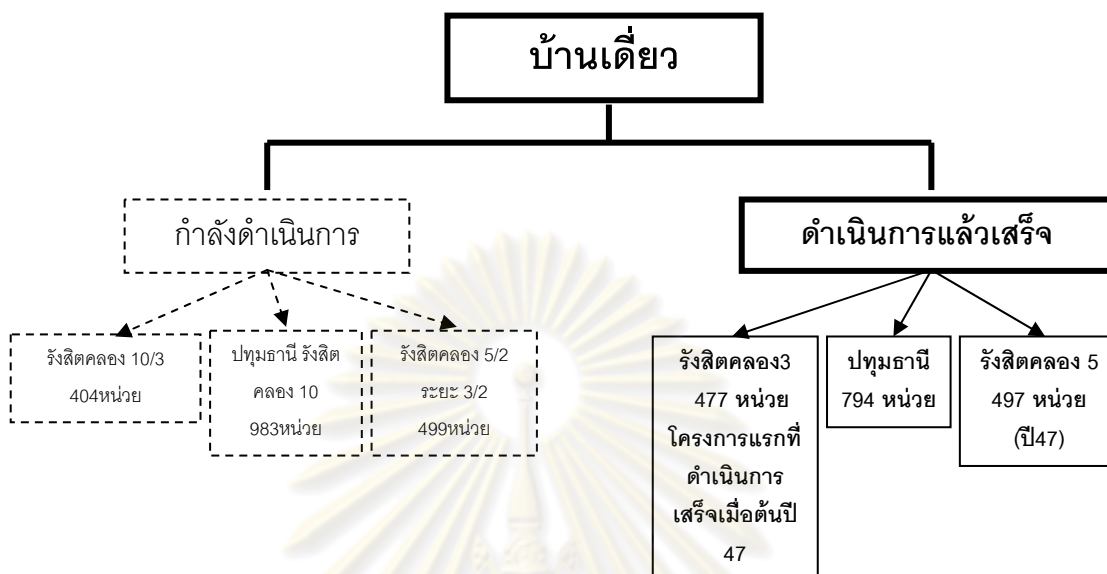 บ้านเดี่ยว
กำลังดำเนินการ
ดำเนินการแล้วเสร็จ
รังสิตคลอง 10/3
404หน่วย
ปทุมธานี รังสิต
คลอง 10
983หน่วย
รังสิตคลอง 5/2
ระยะ 3/2
499หน่วย
รังสิตคลอง3
477 หน่วย
โครงการแรกที่
ดำเนินการ
เสร็จเมื่อต้นปี
47
ปทุมธานี
794 หน่วย
รังสิตคลอง 5
497 หน่วย
(ปี47)